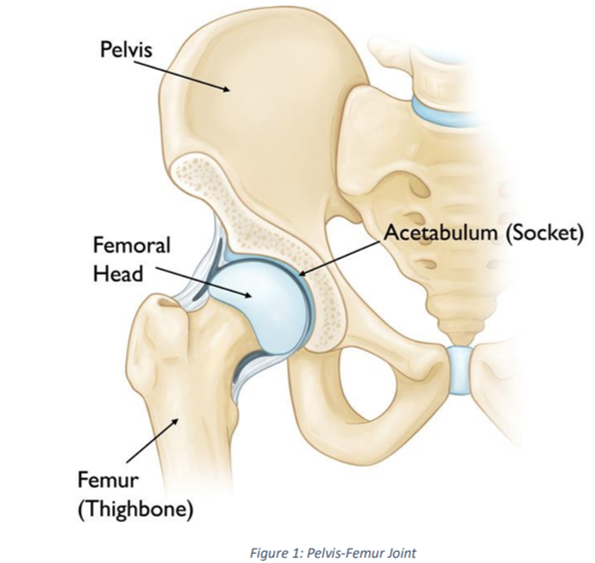 Pelvis
Acetabulum (Socket)
Femoral
Head
Femur
(Thighbone)
Figure 1: Pelvis-Femur Joint